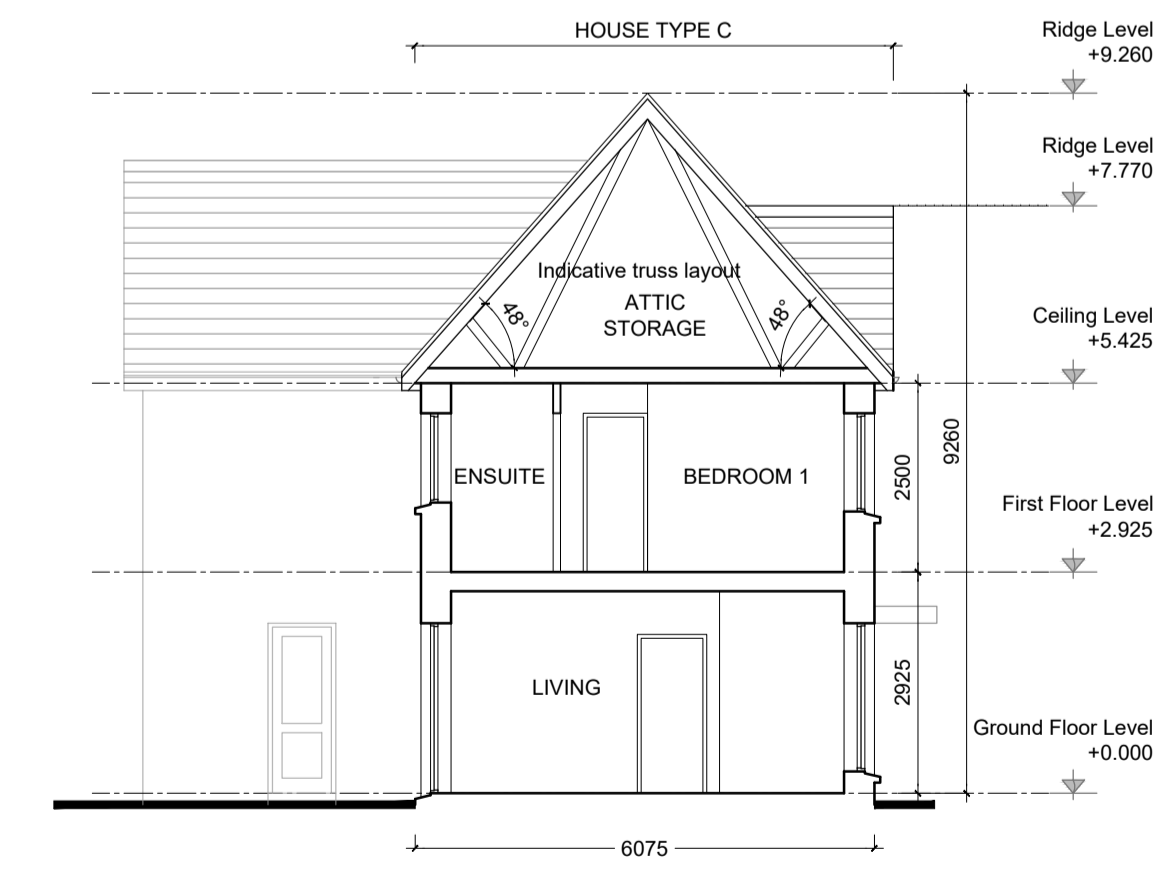 HOUSE TYPE C
Ridge Level
+9.260
Ridge Level
+7.770
Indicative truss layout
ATTIC
STORAGE
48°
48°
Ceiling Level
+5.425
ENSUITE
BEDROOM 1
2500
9260
First Floor Level
+2.925
LIVING
2925
Ground Floor Level
+0.000
6075